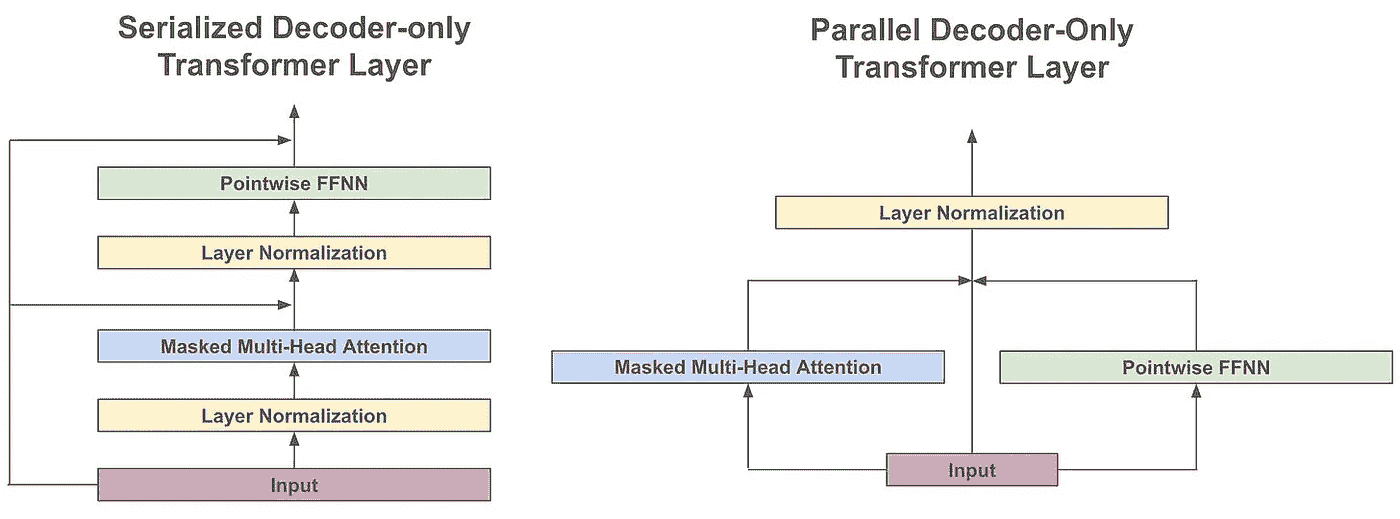 Serialized Decoder-only
Transformer Layer
Pointwise FFNN
Layer Normalization
Masked Multi-Head Attention
Layer Normalization
Input
Parallel Decoder-Only
Transformer Layer
Layer Normalization
Masked Multi-Head Attention
Pointwise FFNN
Input